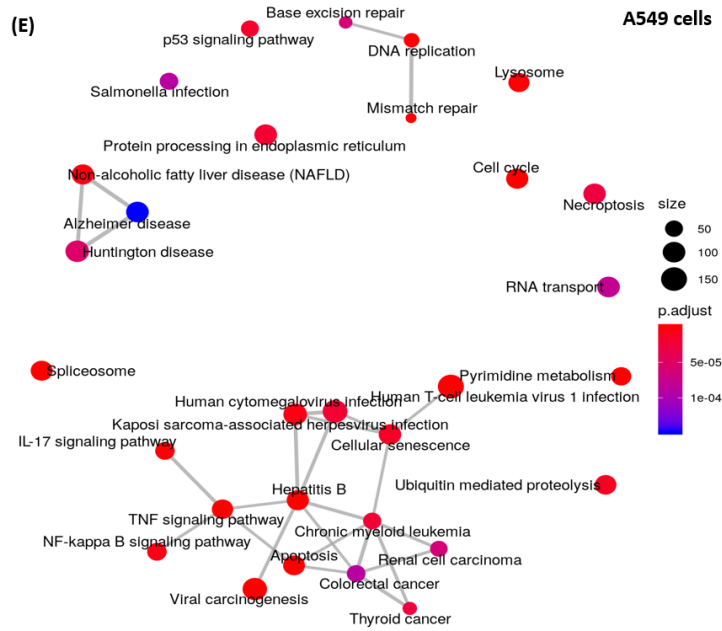 (E)
Base excision repair
A549 cells
p53 signaling pathway
DNA replication
Lysosome
Salmonella infection
Mismatch repair
Protein processing in endoplasmic reticulum
Cell cycle
Non-alcoholic fatty liver disease (NAFLD)
Necroptosis
size
50
100
150
Alzheimer disease
Huntington disease
RNA transport
p.adjust
5e-05
1e-04
Spliceosome
Pyrimidine metabolism
Human T-cell leukemia virus 1 infection
Human cytomegalovirus infection
Kaposi sarcoma-associated herpesvirus infection
IL-17 signaling pathway
Cellular senescence
Hepatitis B
Ubiquitin mediated proteolysis
TNF signaling pathway
Chronic myeloid leukemia
NF-kappa B signaling pathway
Apoptosis
Renal cell carcinoma
Colorectal cancer
Viral carcinogenesis
Thyroid cancer